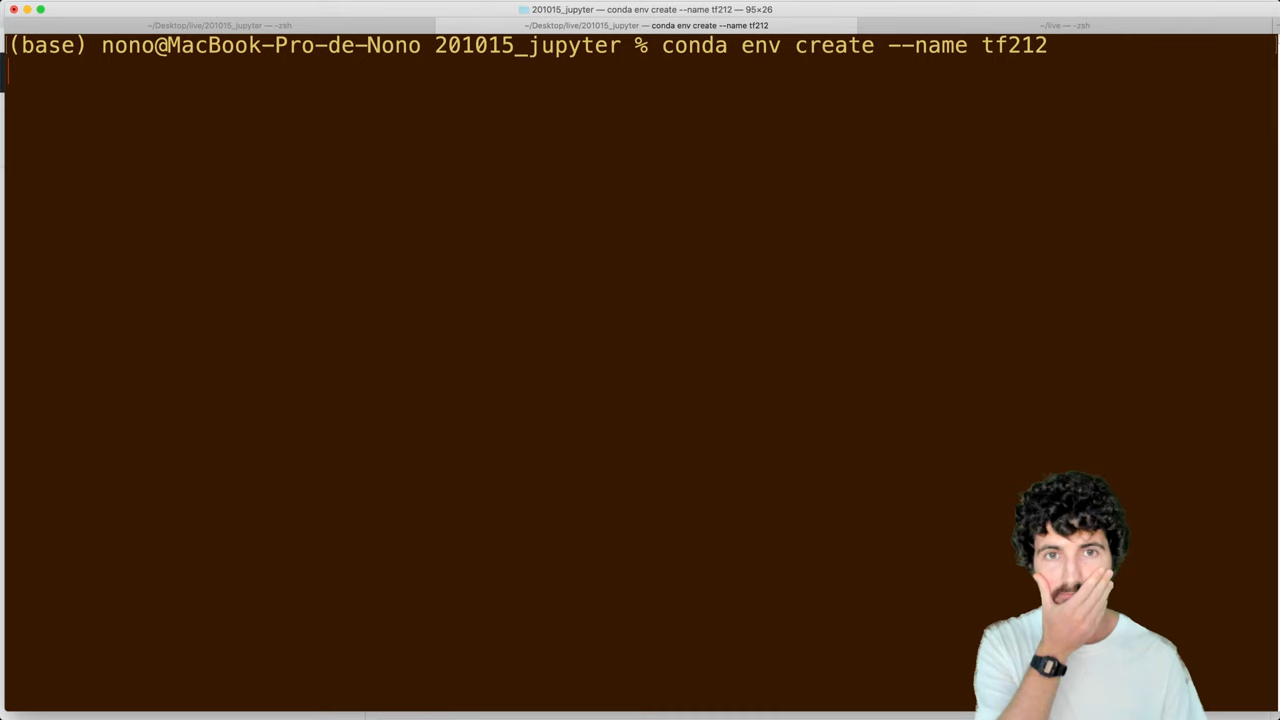 201015_jupyter — conda env create --name tf212 — 95×26
~/Desktop/live/201015_jupyter — -zsh
~/Desktop/live/201015_jupyter — conda env create --name tf212
~/live — -zsh
(base) nono@MacBook-Pro-de-Nono 201015_jupyter % conda env create --name tf212